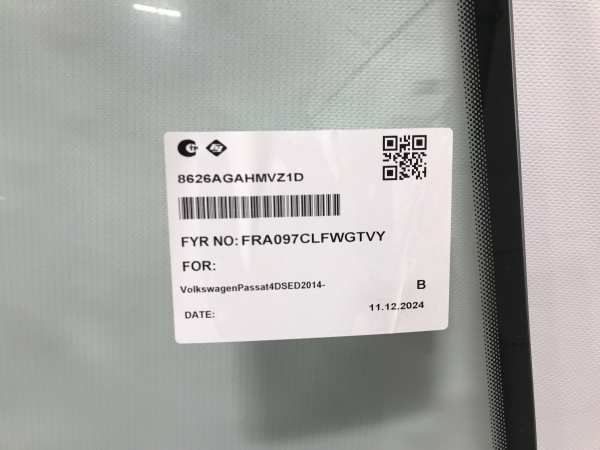 8626AGAHMVZ1D
FYR NO: FRA097CLFWGTVY
FOR:
VolkswagenPassat4DSED2014-
B
DATE:
11.12.2024